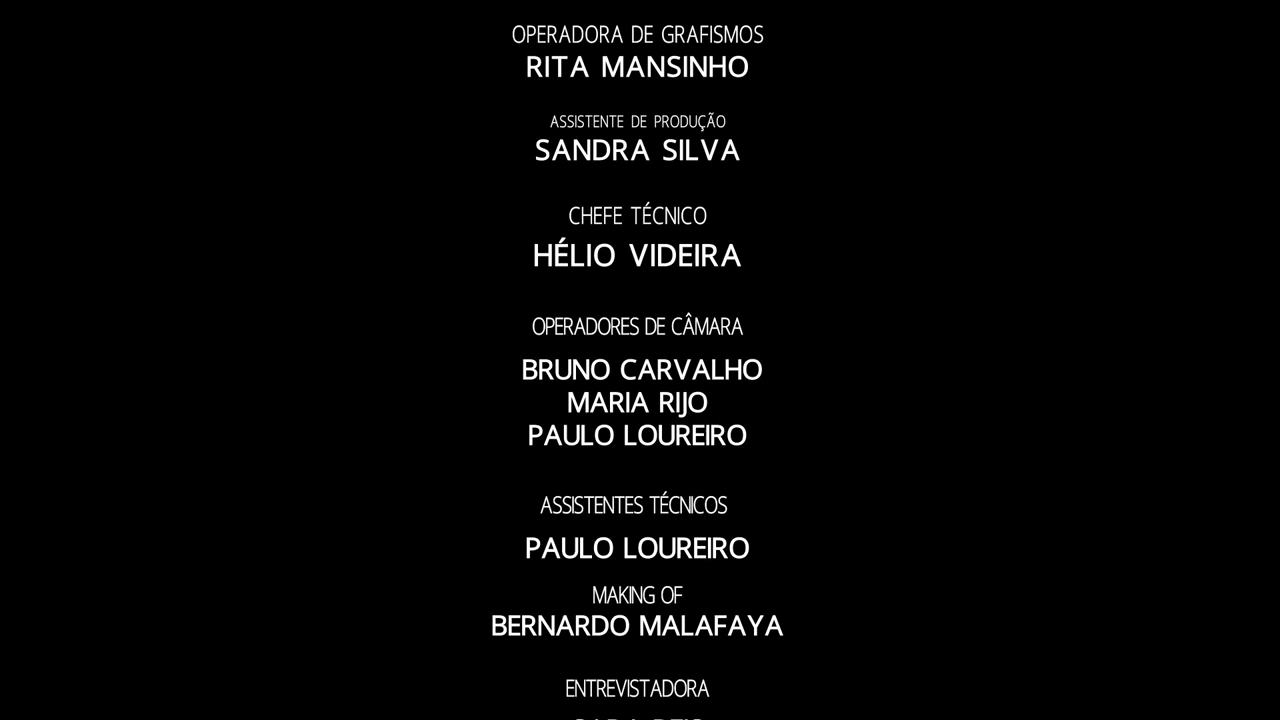 OPERADORA DE GRAFISMOS
RITA MANSINHO
ASSISTENTE DE PRODUÇÃO
SANDRA SILVA
CHEFE TÉCNICO
HÉLIO VIDEIRA
OPERADORES DE CÂMARA
BRUNO CARVALHO
MARIA RIJO
PAULO LOUREIRO
ASSISTENTES TÉCNICOS
PAULO LOUREIRO
MAKING OF
BERNARDO MALAFAYA
ENTREVISTADORA